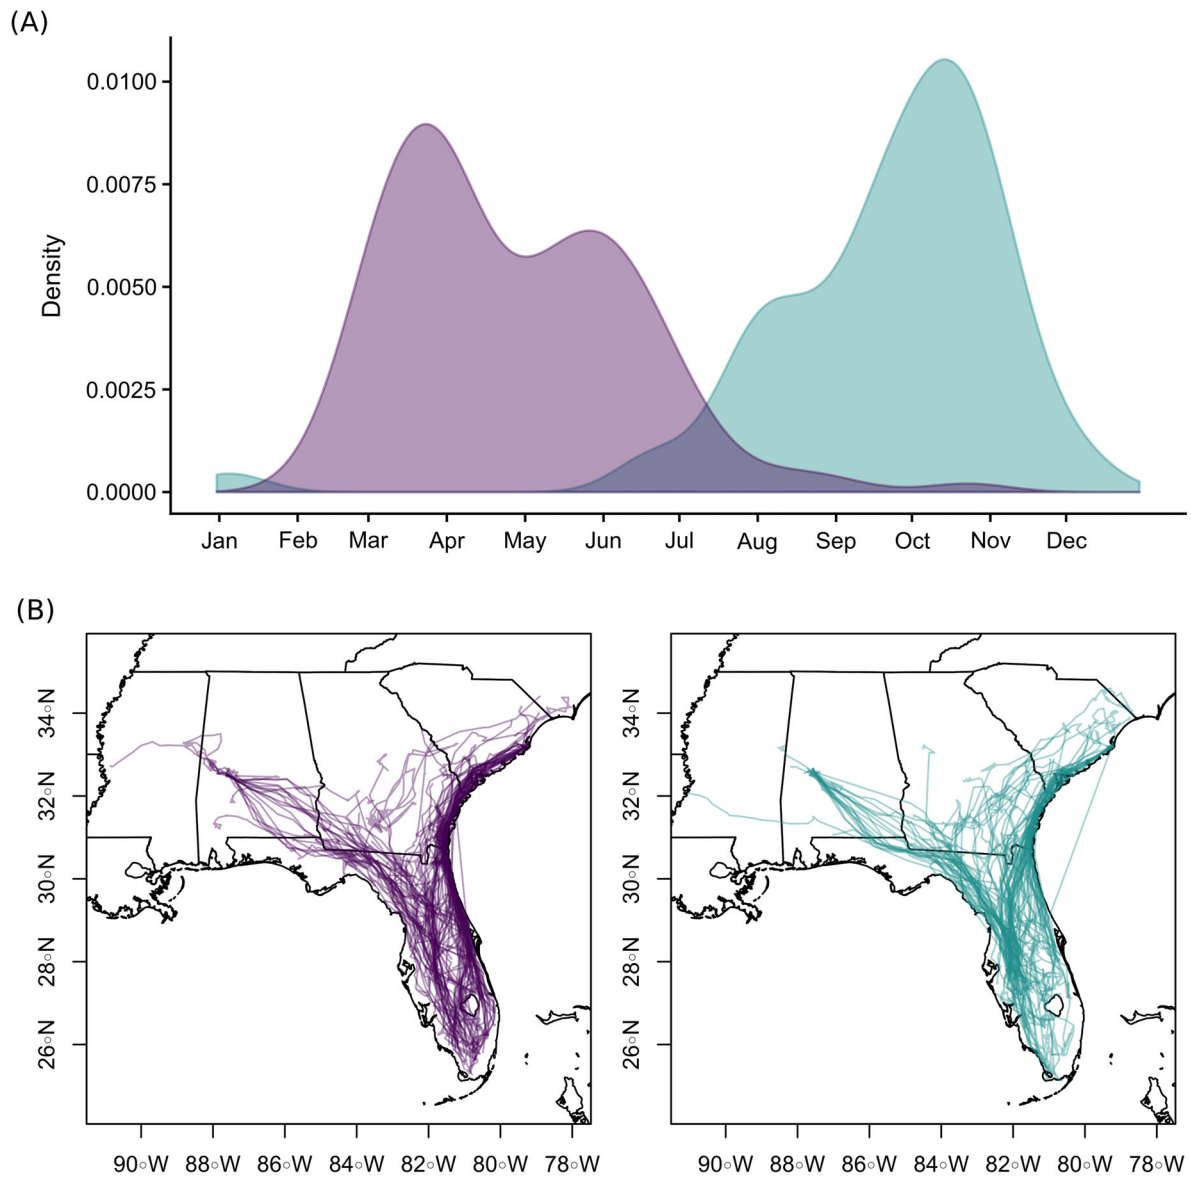 (A)
0.0100
0.0075
0.0050
0.0025
0.0000
Density
Jan Feb Mar Apr May Jun Jul Aug Sep Oct Nov Dec
(B)
34◦N
32◦N
30◦N
28◦N
26◦N
90◦W 88◦W 86◦W 84◦W 82◦W 80◦W 78◦W
34◦N
32◦N
30◦N
28◦N
26◦N
90◦W 88◦W 86◦W 84◦W 82◦W 80◦W 78◦W